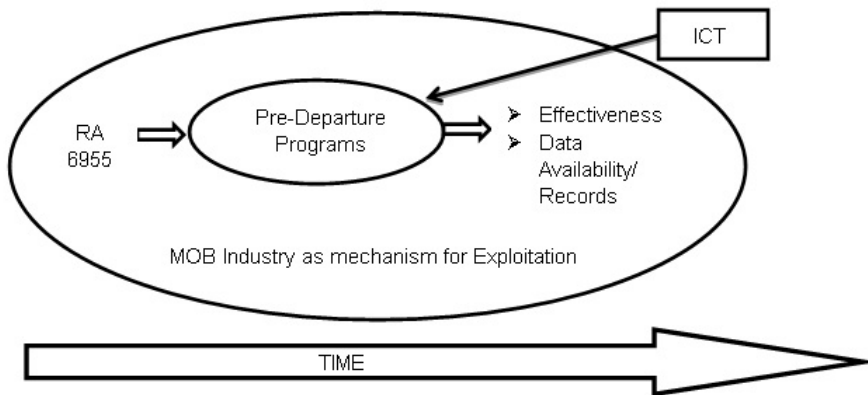 ICT
RA
6955
Pre-Departure
Programs
➢ Effectiveness
➢ Data
Availability/
Records
MOB Industry as mechanism for Exploitation
TIME